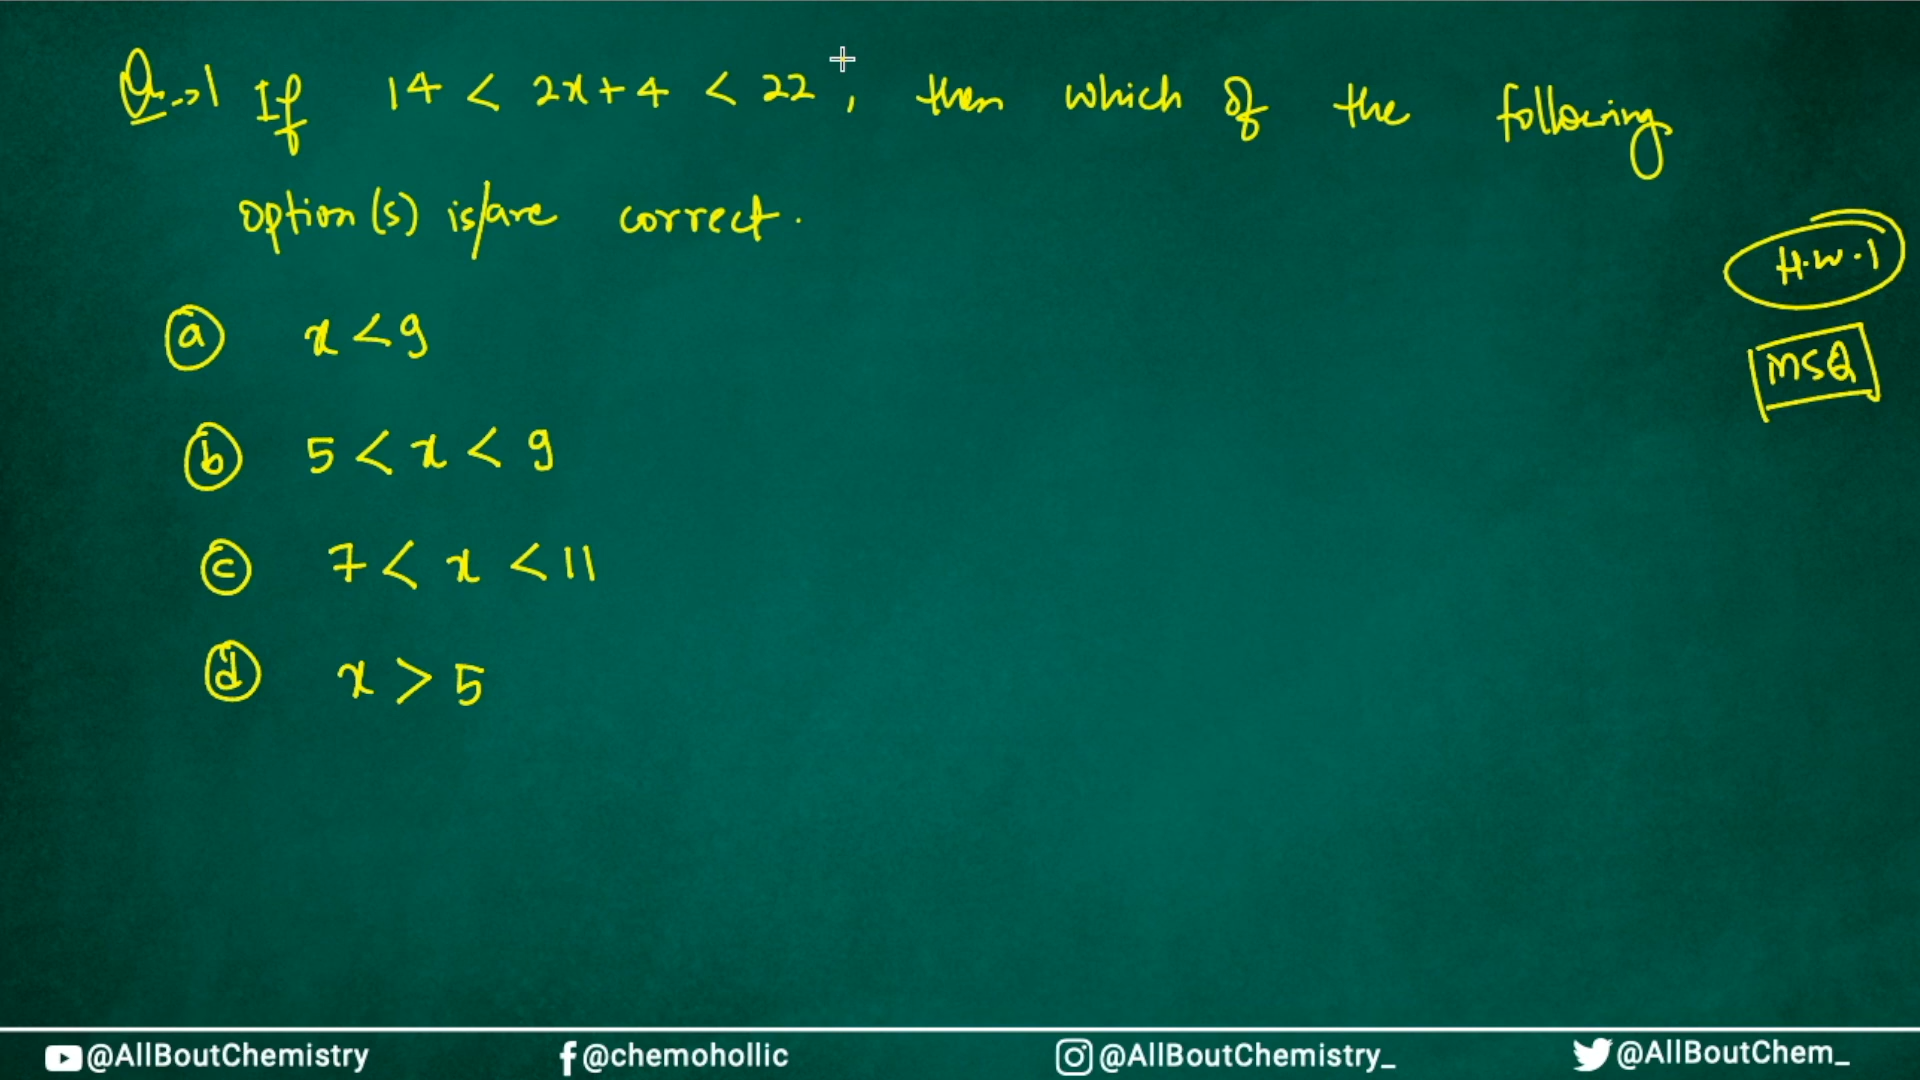 Q→1 If 14 < 2x+4 < 22, then which of the following
option(s) is/are correct.
H.W.1
a x < 9
MSQ
b 5 < x < 9
c 7 < x < 11
d x > 5
@AllBoutChemistry @chemohollic @AllBoutChemistry_ @AllBoutChem_